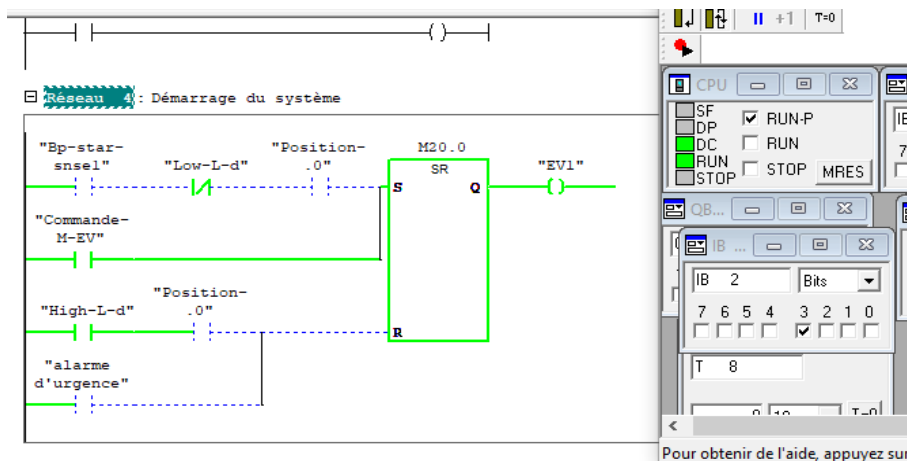 +1 T=0
Réseau 4: Démarrage du système
"Bp-star-
snsel"
"Low-L-d"
"Position-
.0"
M20.0
SR
"EV1"
S
Q
"Commande-
M-EV"
"High-L-d"
"Position-
.0"
R
"alarme
d'urgence"
CPU
SF
DP
DC
RUN
STOP
RUN-P
RUN
STOP
MRES
QB...
IB ...
IB 2
Bits
7 6 5 4 3 2 1 0
T 8
T=0
Pour obtenir de l'aide, appuyez sur